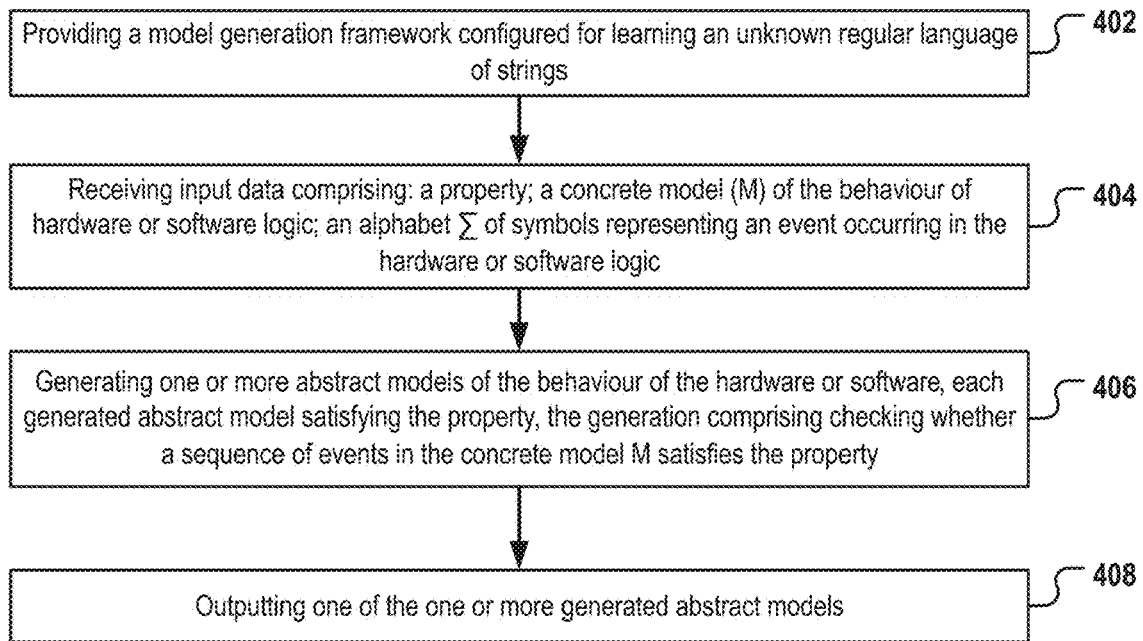 Providing a model generation framework configured for learning an unknown regular language
of strings
402
Receiving input data comprising: a property; a concrete model (M) of the behaviour of
hardware or software logic; an alphabet ∑ of symbols representing an event occurring in the
hardware or software logic
404
Generating one or more abstract models of the behaviour of the hardware or software, each
generated abstract model satisfying the property, the generation comprising checking whether
a sequence of events in the concrete model M satisfies the property
406
Outputting one of the one or more generated abstract models
408